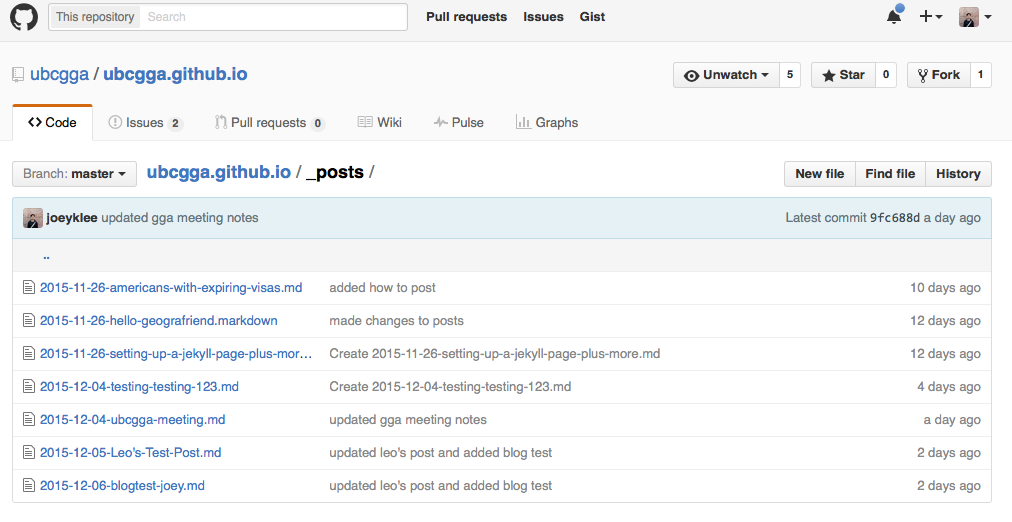 This repository Search Pull requests Issues Gist
ubcgga / ubcgga.github.io Unwatch 5 Star 0 Fork 1
Code Issues 2 Pull requests 0 Wiki Pulse Graphs
Branch: master ubcgga.github.io / _posts / New file Find file History
joeyklee updated gga meeting notes Latest commit 9fc688d a day ago
..
2015-11-26-americans-with-expiring-visas.md added how to post 10 days ago
2015-11-26-hello-geografriend.markdown made changes to posts 12 days ago
2015-11-26-setting-up-a-jekyll-page-plus-mor… Create 2015-11-26-setting-up-a-jekyll-page-plus-more.md 12 days ago
2015-12-04-testing-testing-123.md Create 2015-12-04-testing-testing-123.md 4 days ago
2015-12-04-ubcgga-meeting.md updated gga meeting notes a day ago
2015-12-05-Leo's-Test-Post.md updated leo's post and added blog test 2 days ago
2015-12-06-blogtest-joey.md updated leo's post and added blog test 2 days ago